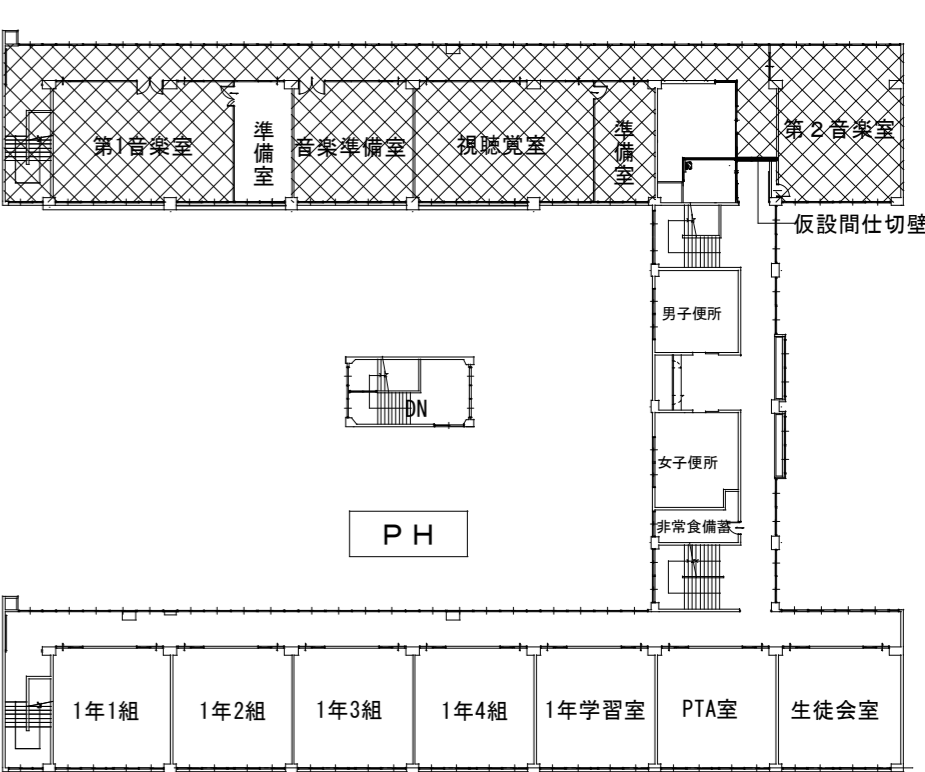 第1音楽室
準備室
音楽準備室
視聴覚室
準備室
第２音楽室
仮設間仕切壁
男子便所
DN
女子便所
非常食備蓄
ＰＨ
1年1組
1年2組
1年3組
1年4組
1年学習室
PTA室
生徒会室